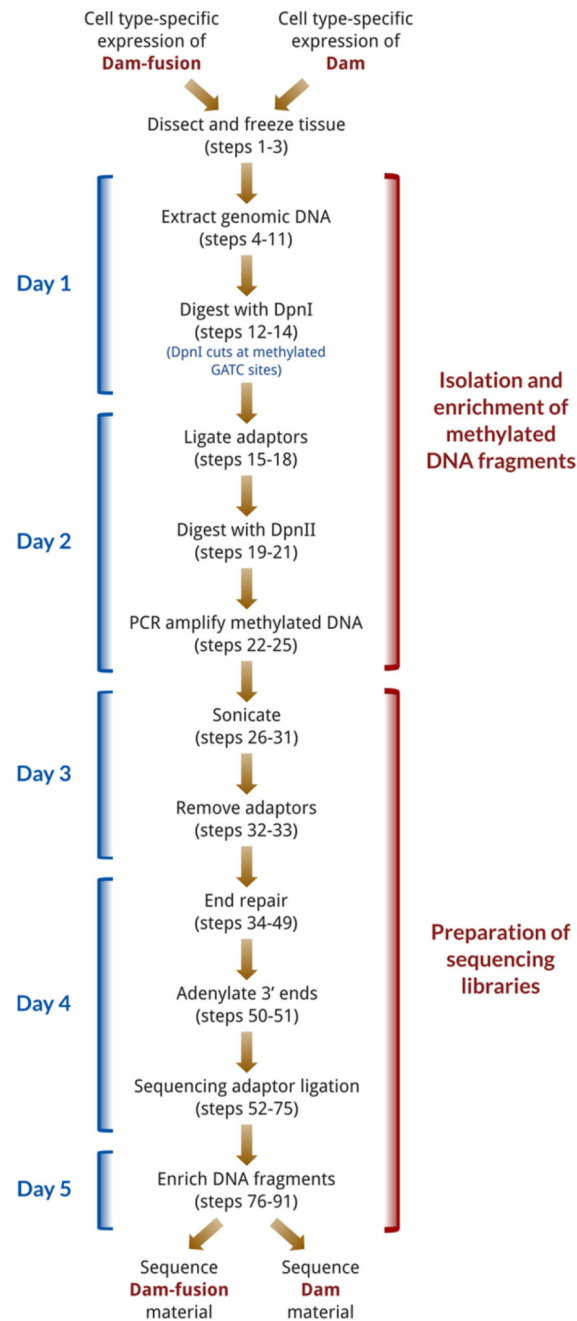 Cell type-specific
expression of
Dam-fusion
Cell type-specific
expression of
Dam
Dissect and freeze tissue
(steps 1-3)
Day 1
Extract genomic DNA
(steps 4-11)
Digest with DpnI
(steps 12-14)
(DpnI cuts at methylated
GATC sites)
Isolation and
enrichment of
methylated
DNA fragments
Day 2
Ligate adaptors
(steps 15-18)
Digest with DpnII
(steps 19-21)
PCR amplify methylated DNA
(steps 22-25)
Day 3
Sonicate
(steps 26-31)
Remove adaptors
(steps 32-33)
Preparation of
sequencing
libraries
Day 4
End repair
(steps 34-49)
Adenylate 3’ ends
(steps 50-51)
Sequencing adaptor ligation
(steps 52-75)
Day 5
Enrich DNA fragments
(steps 76-91)
Sequence
Dam-fusion
material
Sequence
Dam
material